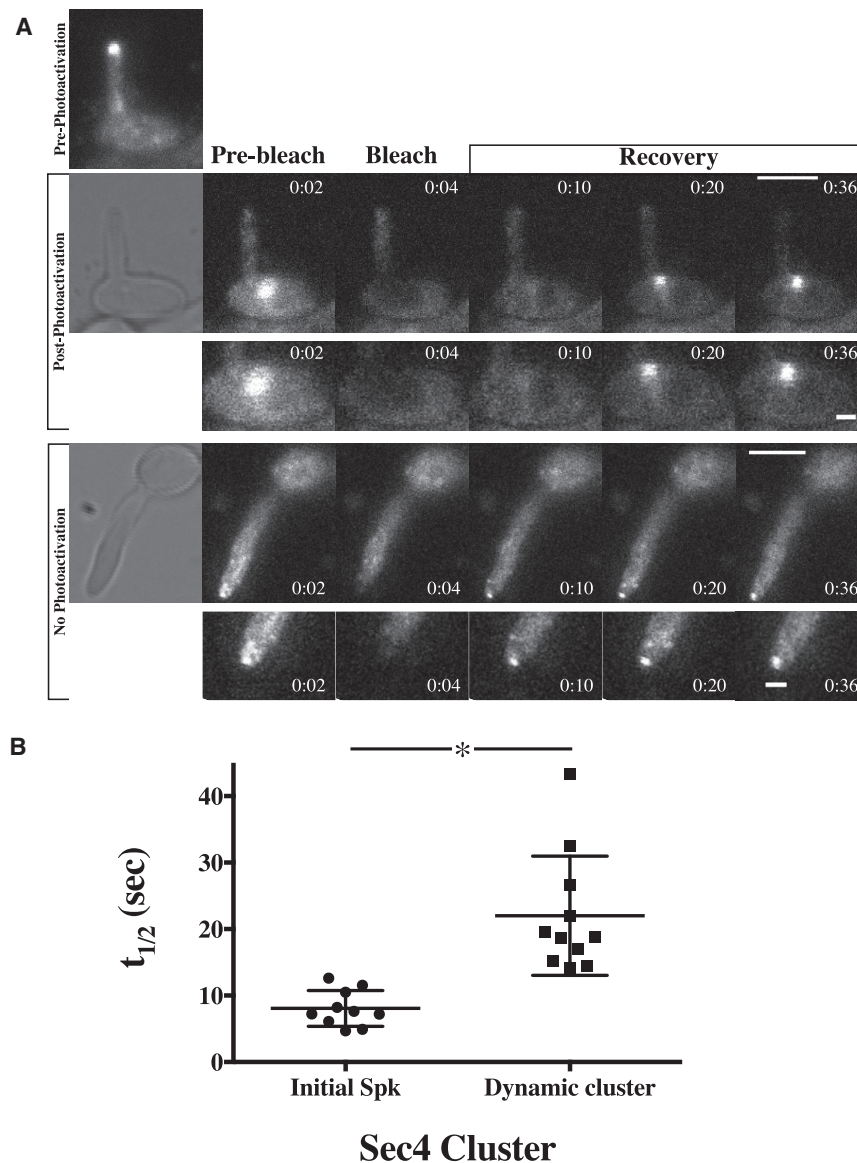 A
Pre-Photoactivation
Pre-bleach
Bleach
Recovery
Post-Photoactivation
0:02
0:04
0:10
0:20
0:36
0:02
0:04
0:10
0:20
0:36
No Photoactivation
0:02
0:04
0:10
0:20
0:36
0:02
0:04
0:10
0:20
0:36
B
*
t1/2 (sec)
40
30
20
10
0
Initial Spk
Dynamic cluster
Sec4 Cluster